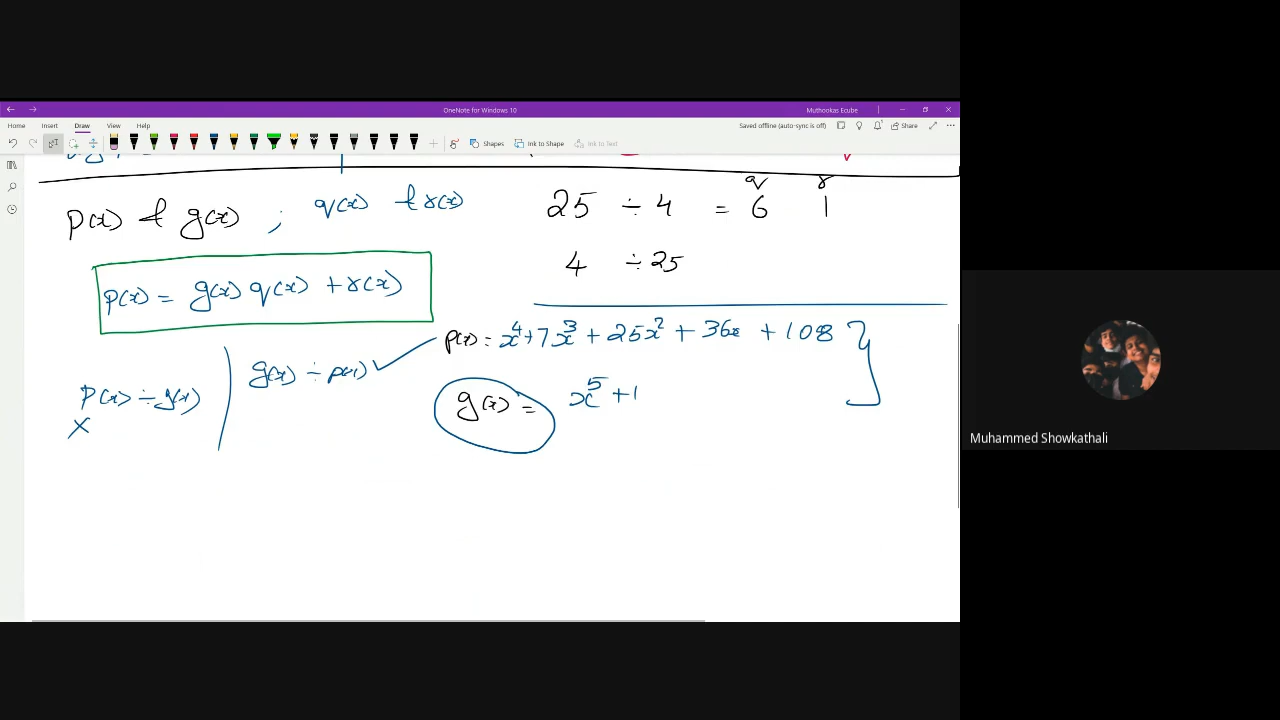 OneNote for Windows 10
Muthookas Ecube
Home Insert Draw View Help
Saved offline (auto-sync is off) Share
Shapes Ink to Shape Ink to Text
p(x) & g(x) ; q(x) & r(x)
q r
25 ÷ 4 = 6 1
4 ÷ 25
p(x) = g(x) q(x) + r(x)
p(x) = x⁴ + 7x³ + 25x² + 36x + 108
g(x) ÷ p(x) ✓
p(x) ÷ g(x)
×
g(x) = x⁵ + 1
Muhammed Showkathali